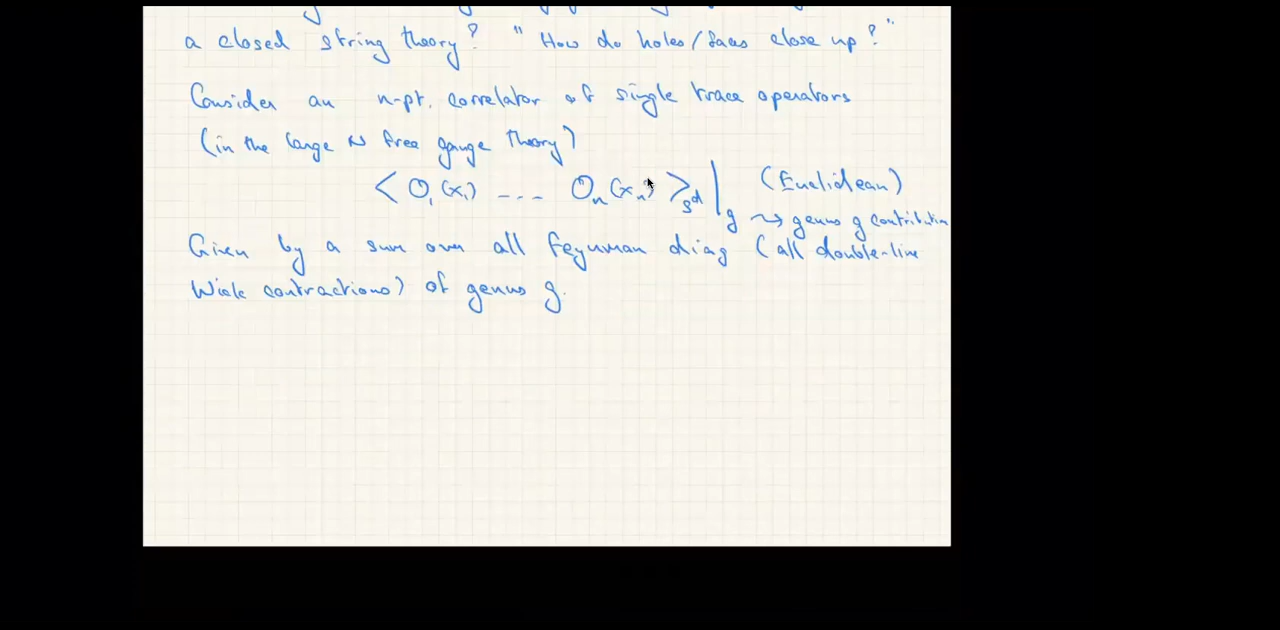 a closed string theory? "How do holes/faces close up?"
Consider an n-pt. correlator of single trace operators
(in the large N free gauge theory)
< O₁(x₁) ---- Oₙ(xₙ) >_{S^d} |_g (Euclidean)
↝ genus g contribution
Given by a sum over all Feynman diag (all double-line
Wick contractions) of genus g.